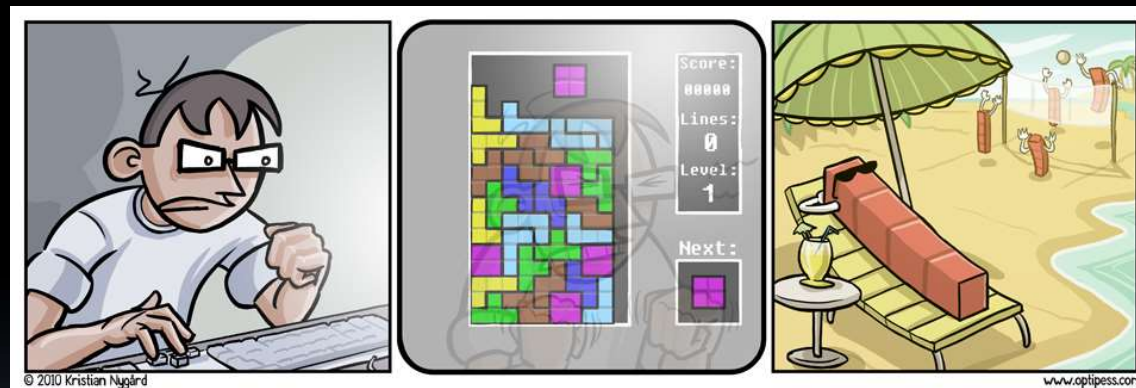 Score:
00000
Lines:
0
Level:
1
Next:
© 2010 Kristian Nygård
www.optipess.com